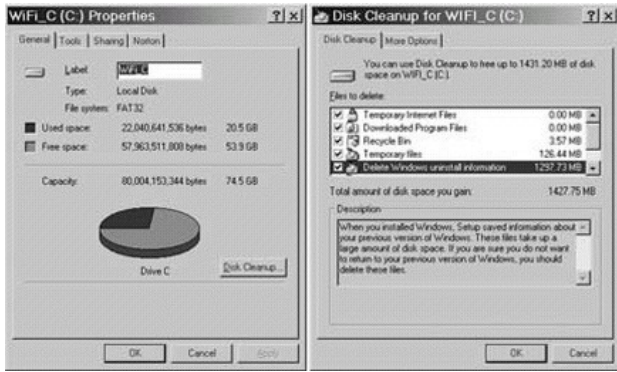 WiFi_C (C:) Properties
General
Tools
Sharing
Norton
Label:
WiFi_C
Type:
Local Disk
File system:
FAT32
Used space:
22,040,641,536 bytes
20.5 GB
Free space:
57,963,511,808 bytes
53.9 GB
Capacity:
80,004,153,344 bytes
74.5 GB
Drive C
Disk Cleanup...
OK
Cancel
Apply
Disk Cleanup for WIFI_C (C:)
Disk Cleanup
More Options
You can use Disk Cleanup to free up to 1431.20 MB of disk
space on WIFI_C (C:).
Files to delete:
Temporary Internet Files
0.00 MB
Downloaded Program Files
0.00 MB
Recycle Bin
3.57 MB
Temporary files
126.44 MB
Delete Windows uninstall information
1297.73 MB
Total amount of disk space you gain:
1427.75 MB
Description
When you installed Windows, Setup saved information about
your previous version of Windows. These files take up a
large amount of disk space. If you are sure you do not want
to return to your previous version of Windows, you should
delete these files.
OK
Cancel